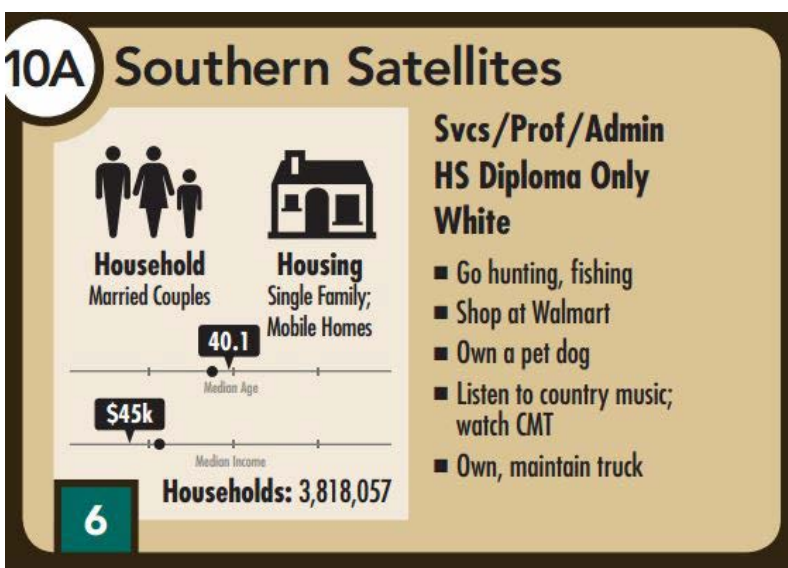 10A
Southern Satellites
Household
Married Couples
Housing
Single Family;
Mobile Homes
40.1
Median Age
$45k
Median Income
Households: 3,818,057
6
Svcs/Prof/Admin
HS Diploma Only
White
■ Go hunting, fishing
■ Shop at Walmart
■ Own a pet dog
■ Listen to country music;
watch CMT
■ Own, maintain truck